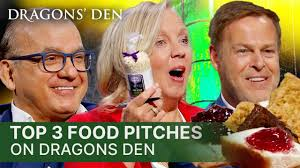 DRAGONS' DEN
TOP 3 FOOD PITCHES
ON DRAGONS DEN